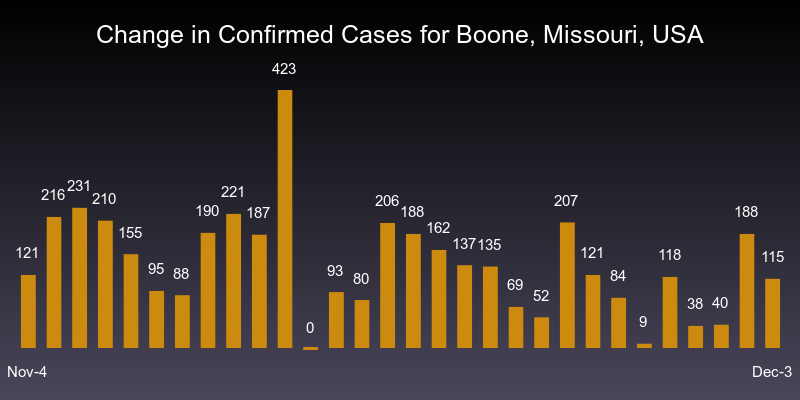 Change in Confirmed Cases for Boone, Missouri, USA
423
231
216 210 221
190 187 206 188 207 188
155 162
121 137 135 121 118 115
95 88 93 80 69 84
52 38 40
0 9
Nov-4 Dec-3